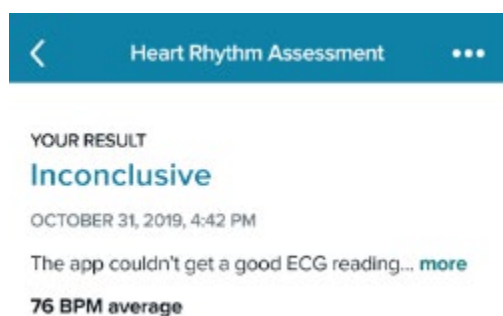 Heart Rhythm Assessment
YOUR RESULT
Inconclusive
OCTOBER 31, 2019, 4:42 PM
The app couldn't get a good ECG reading... more
76 BPM average